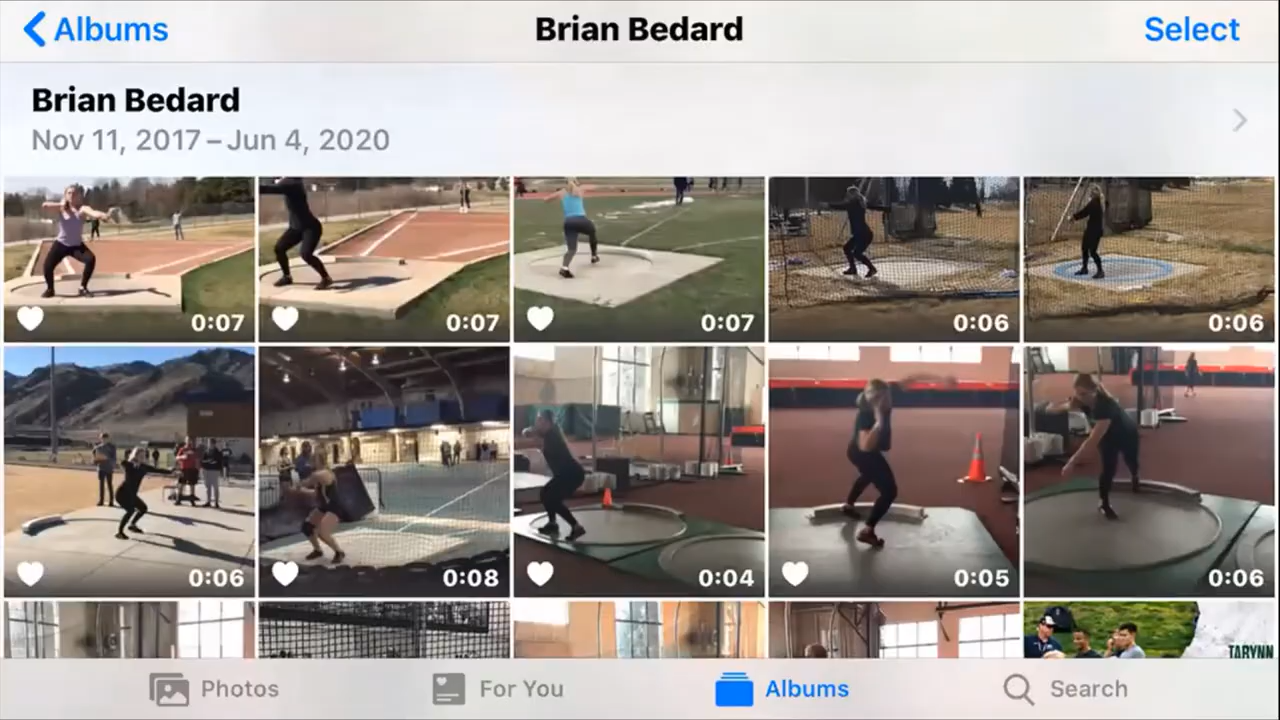 Albums
Brian Bedard
Select
Brian Bedard
Nov 11, 2017 – Jun 4, 2020
0:07
0:07
0:07
0:06
0:06
0:06
0:08
0:04
0:05
0:06
TARYNN
Photos
For You
Albums
Search